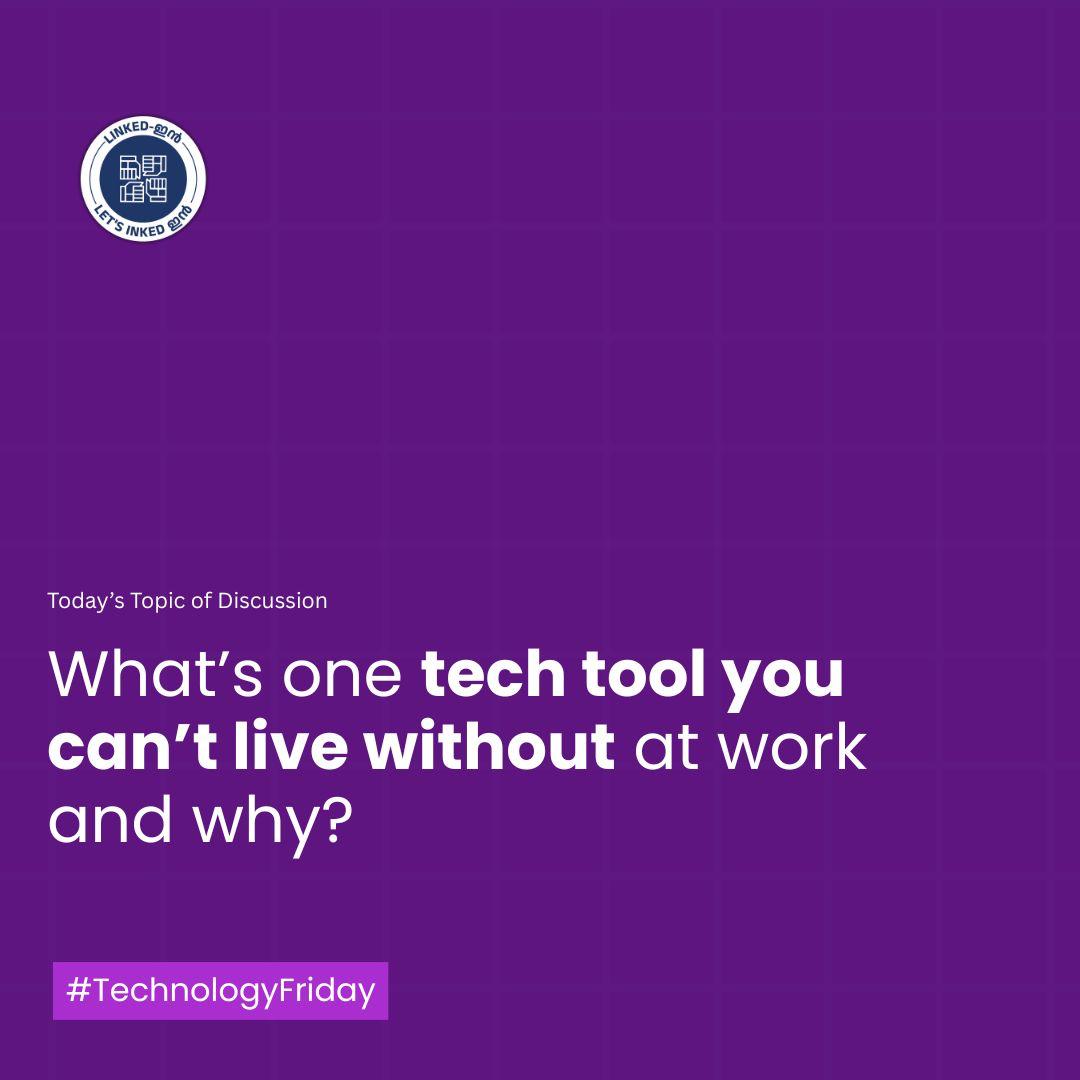 LINKED-ഇൻ
LET'S INKED ഇൻ
Today’s Topic of Discussion
What’s one tech tool you
can’t live without at work
and why?
#TechnologyFriday